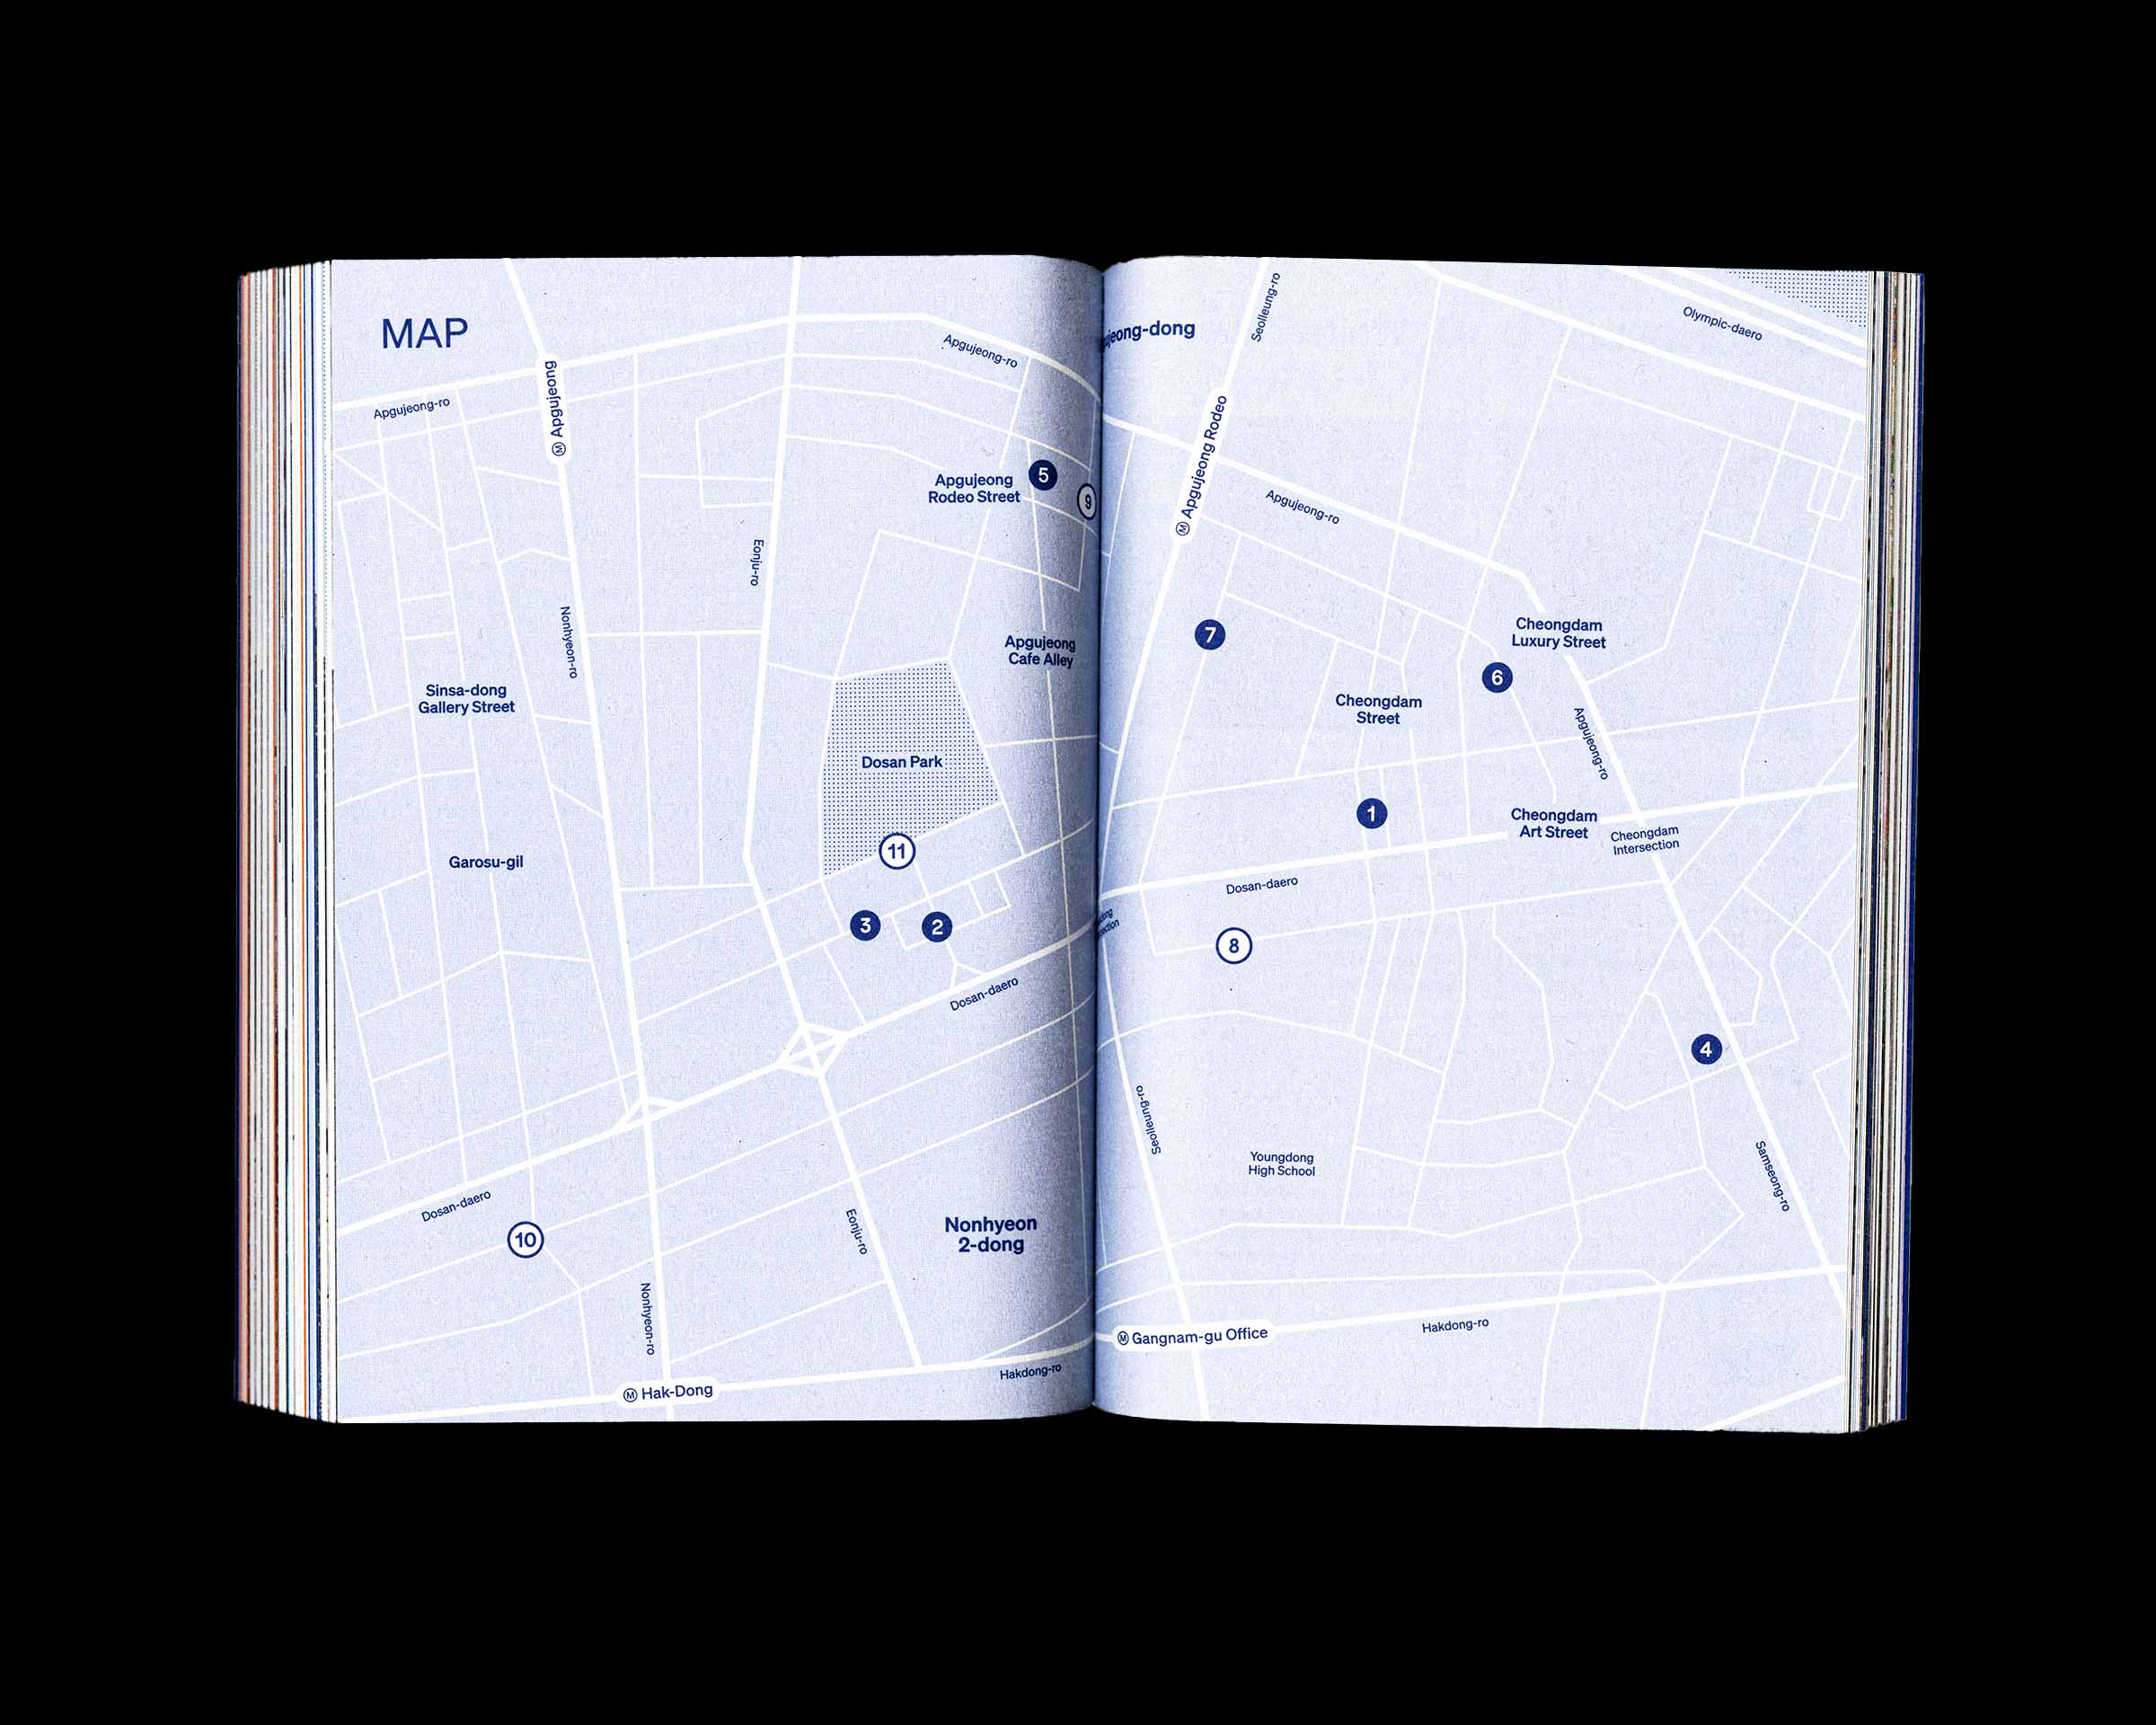 MAP
Apgujeong-ro
Ⓜ Apgujeong
Apgujeong-ro
Eonju-ro
Nonhyeon-ro
Apgujeong
Rodeo Street
5
9
Apgujeong
Cafe Alley
Sinsa-dong
Gallery Street
Dosan Park
Garosu-gil
11
3
2
Dosan-daero
Dosan-daero
10
Eonju-ro
Nonhyeon
2-dong
Nonhyeon-ro
Ⓜ Hak-Dong
Hakdong-ro
jeong-dong
Seolleung-ro
Olympic-daero
Ⓜ Apgujeong Rodeo
Apgujeong-ro
7
Cheongdam
Luxury Street
6
Cheongdam
Street
Apgujeong-ro
1
Cheongdam
Art Street
Cheongdam
Intersection
Dosan-daero
8
4
Seolleung-ro
Youngdong
High School
Samseong-ro
Ⓜ Gangnam-gu Office
Hakdong-ro